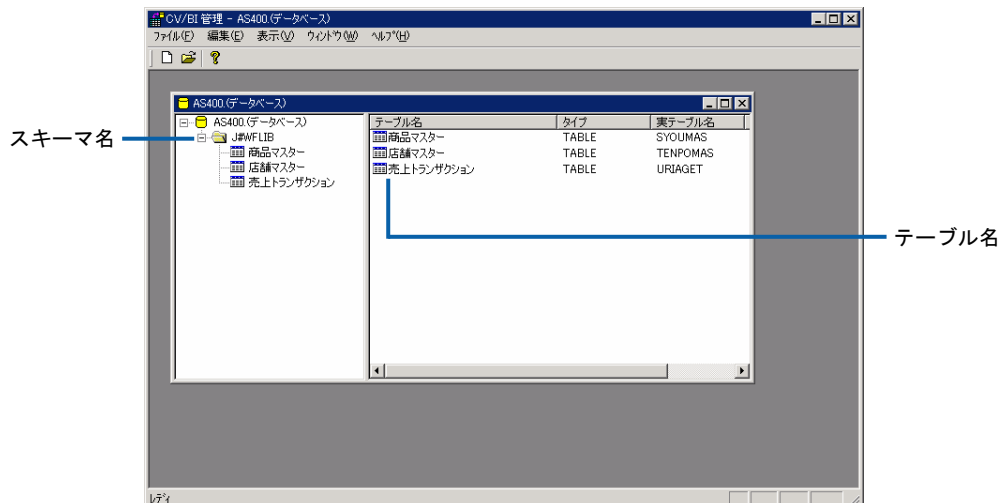 CV/BI 管理 - AS400.(データベース)
ファイル(F) 編集(E) 表示(V) ウィンドウ(W) ヘルプ(H)
AS400.(データベース)
AS400.(データベース)
J#WFLIB
商品マスター
店舗マスター
売上トランザクション
テーブル名 タイプ 実テーブル名
商品マスター TABLE SYOUMAS
店舗マスター TABLE TENPOMAS
売上トランザクション TABLE URIAGET
スキーマ名
テーブル名
レディ